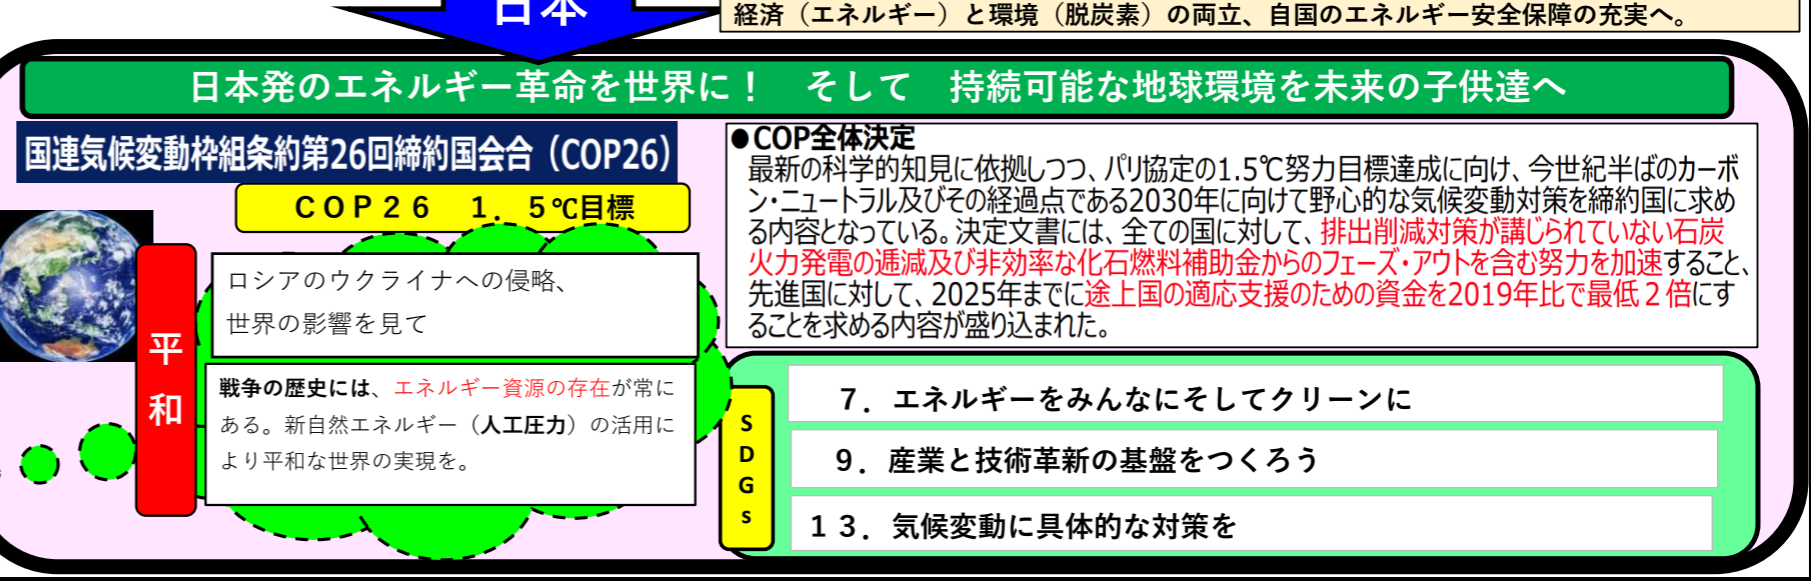 日本
経済（エネルギー）と環境（脱炭素）の両立、自国のエネルギー安全保障の充実へ。
日本発のエネルギー革命を世界に！　そして　持続可能な地球環境を未来の子供達へ
国連気候変動枠組条約第26回締約国会合（COP26）
ＣＯＰ２６　１．５℃目標
平和
ロシアのウクライナへの侵略、
世界の影響を見て
戦争の歴史には、エネルギー資源の存在が常に
ある。新自然エネルギー（人工圧力）の活用に
より平和な世界の実現を。
●COP全体決定
最新の科学的知見に依拠しつつ、パリ協定の1.5℃努力目標達成に向け、今世紀半ばのカーボ
ン・ニュートラル及びその経過点である2030年に向けて野心的な気候変動対策を締約国に求め
る内容となっている。決定文書には、全ての国に対して、排出削減対策が講じられていない石炭
火力発電の逓減及び非効率な化石燃料補助金からのフェーズ・アウトを含む努力を加速すること、
先進国に対して、2025年までに途上国の適応支援のための資金を2019年比で最低２倍にす
ることを求める内容が盛り込まれた。
SDGs
７．エネルギーをみんなにそしてクリーンに
９．産業と技術革新の基盤をつくろう
１３．気候変動に具体的な対策を